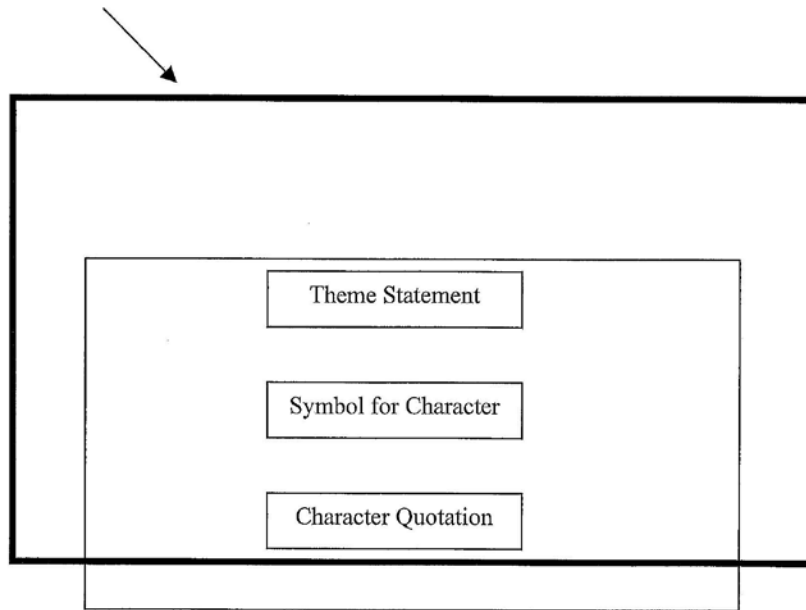 Theme Statement
Symbol for Character
Character Quotation